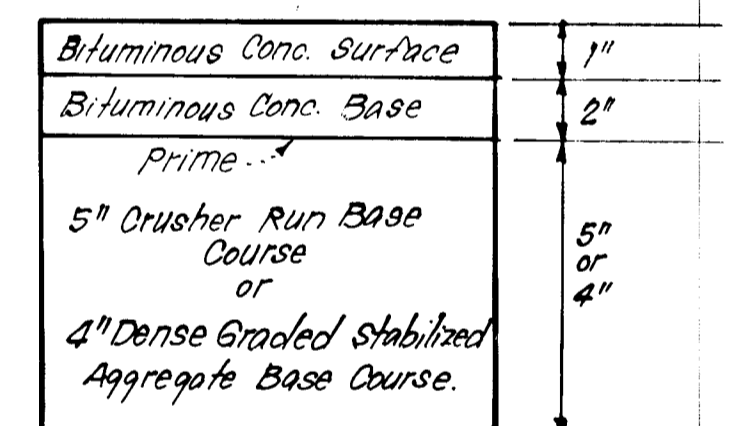 Bituminous Conc. Surface
1"
Bituminous Conc. Base
2"
Prime
5" Crusher Run Base
Course
or
4" Dense Graded Stabilized
Aggregate Base Course.
5"
or
4"